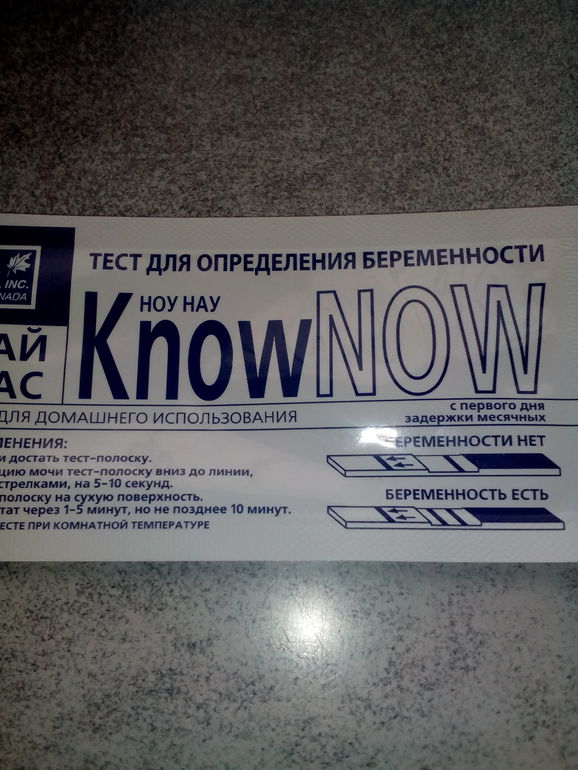 ТЕСТ ДЛЯ ОПРЕДЕЛЕНИЯ БЕРЕМЕННОСТИ
INC.
НОУ НАУ
KnowNOW
ДЛЯ ДОМАШНЕГО ИСПОЛЬЗОВАНИЯ
с первого дня
задержки месячных
БЕРЕМЕННОСТИ НЕТ
и достать тест-полоску.
мочи тест-полоску вниз до линии,
стрелками, на 5-10 секунд.
полоску на сухую поверхность.
через 1-5 минут, но не позднее 10 минут.
ПРИ КОМНАТНОЙ ТЕМПЕРАТУРЕ
БЕРЕМЕННОСТЬ ЕСТЬ